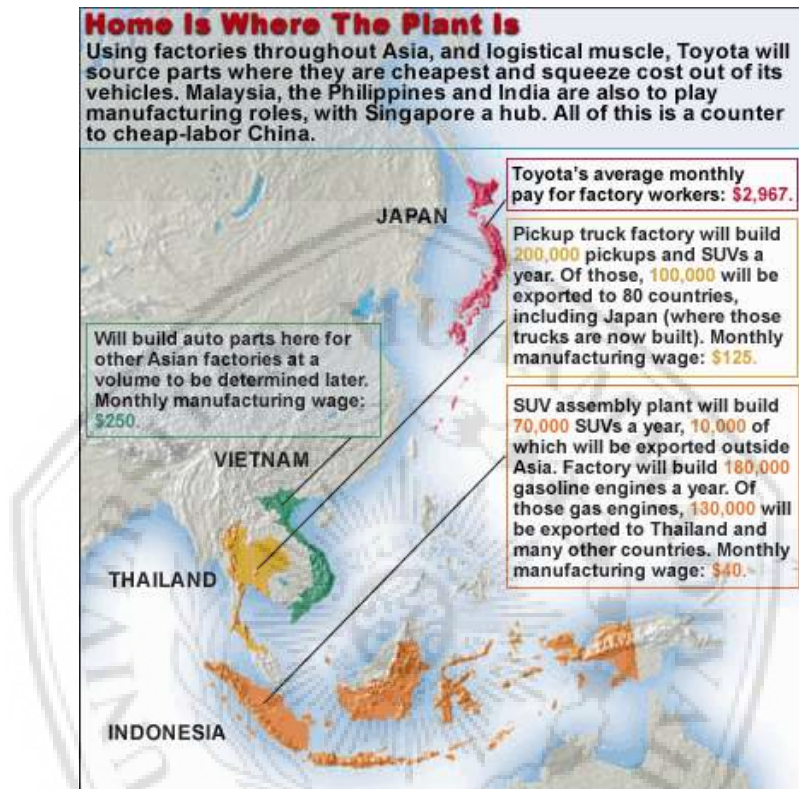 Home Is Where The Plant Is
Using factories throughout Asia, and logistical muscle, Toyota will
source parts where they are cheapest and squeeze cost out of its
vehicles. Malaysia, the Philippines and India are also to play
manufacturing roles, with Singapore a hub. All of this is a counter
to cheap-labor China.
Toyota's average monthly
pay for factory workers: $2,967.
JAPAN
Pickup truck factory will build
200,000 pickups and SUVs a
year. Of those, 100,000 will be
exported to 80 countries,
including Japan (where those
trucks are now built). Monthly
manufacturing wage: $125.
Will build auto parts here for
other Asian factories at a
volume to be determined later.
Monthly manufacturing wage:
$250.
SUV assembly plant will build
70,000 SUVs a year, 10,000 of
which will be exported outside
Asia. Factory will build 180,000
gasoline engines a year. Of
those gas engines, 130,000 will
be exported to Thailand and
many other countries. Monthly
manufacturing wage: $40.
VIETNAM
THAILAND
INDONESIA